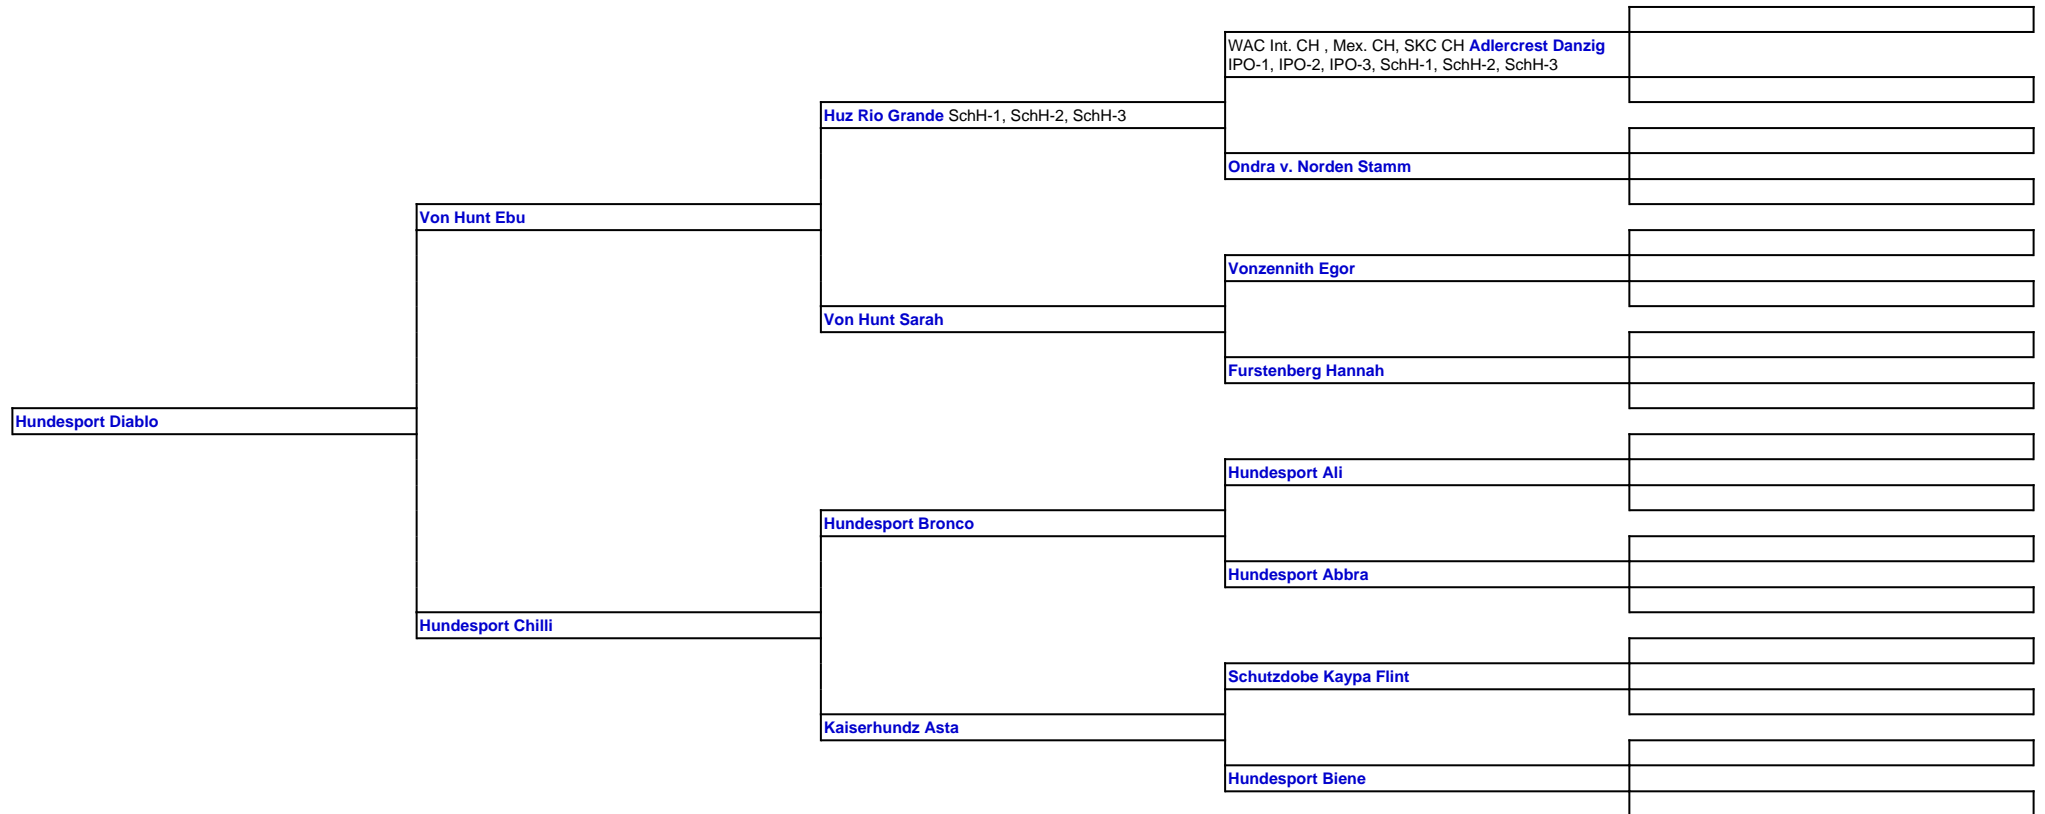 WAC Int. CH , Mex. CH, SKC CH Adlercrest Danzig
IPO-1, IPO-2, IPO-3, SchH-1, SchH-2, SchH-3
Huz Rio Grande SchH-1, SchH-2, SchH-3
Ondra v. Norden Stamm
Von Hunt Ebu
Vonzennith Egor
Von Hunt Sarah
Furstenberg Hannah
Hundesport Diablo
Hundesport Ali
Hundesport Bronco
Hundesport Abbra
Hundesport Chilli
Schutzdobe Kaypa Flint
Kaiserhundz Asta
Hundesport Biene